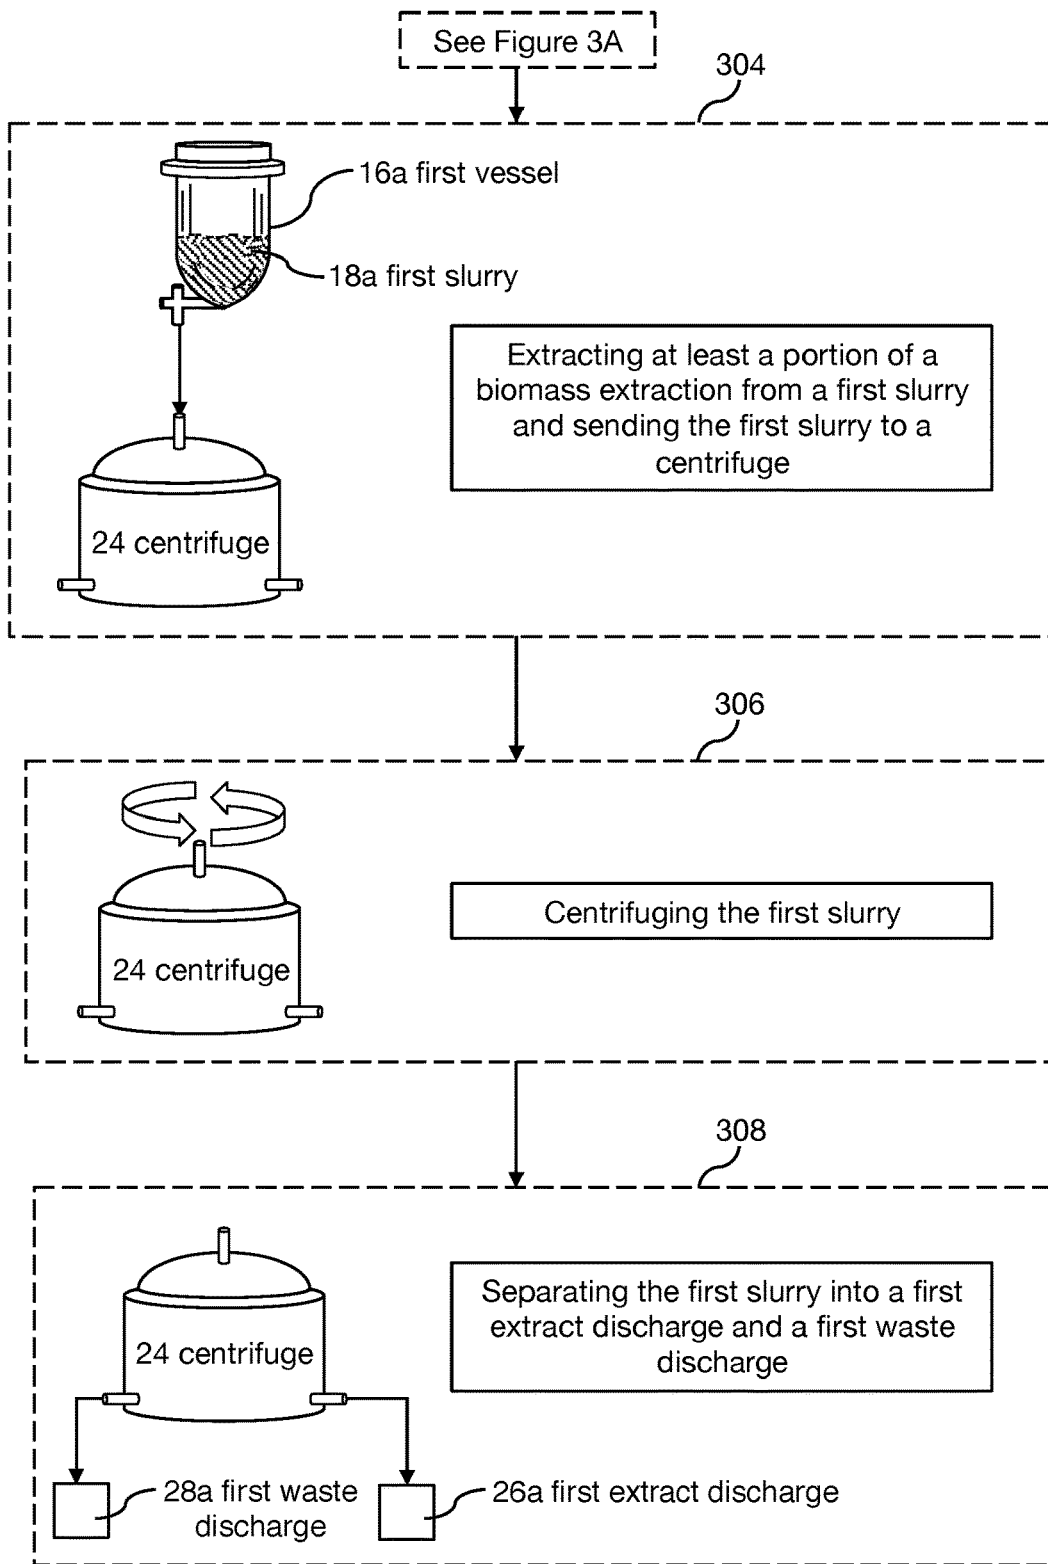 See Figure 3A
304
16a first vessel
18a first slurry
Extracting at least a portion of a
biomass extraction from a first slurry
and sending the first slurry to a
centrifuge
24 centrifuge
306
Centrifuging the first slurry
24 centrifuge
308
Separating the first slurry into a first
extract discharge and a first waste
discharge
24 centrifuge
28a first waste
discharge
26a first extract discharge